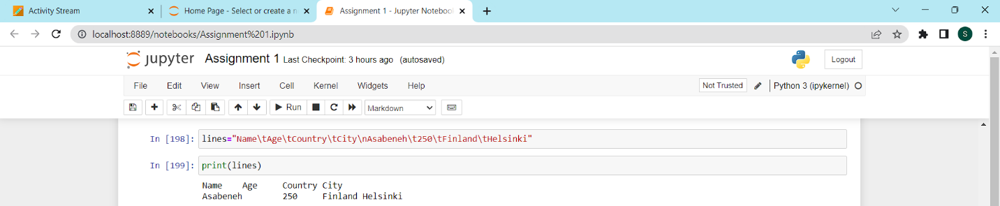 Activity Stream
Home Page - Select or create a n
Assignment 1 - Jupyter Notebook
localhost:8889/notebooks/Assignment%201.ipynb
S
jupyter Assignment 1 Last Checkpoint: 3 hours ago (autosaved)
Logout
File Edit View Insert Cell Kernel Widgets Help
Not Trusted
Python 3 (ipykernel)
Run
Markdown
In [198]: lines="Name\tAge\tCountry\tCity\nAsabeneh\t250\tFinland\tHelsinki"
In [199]: print(lines)
Name    Age     Country City
Asabeneh        250     Finland Helsinki